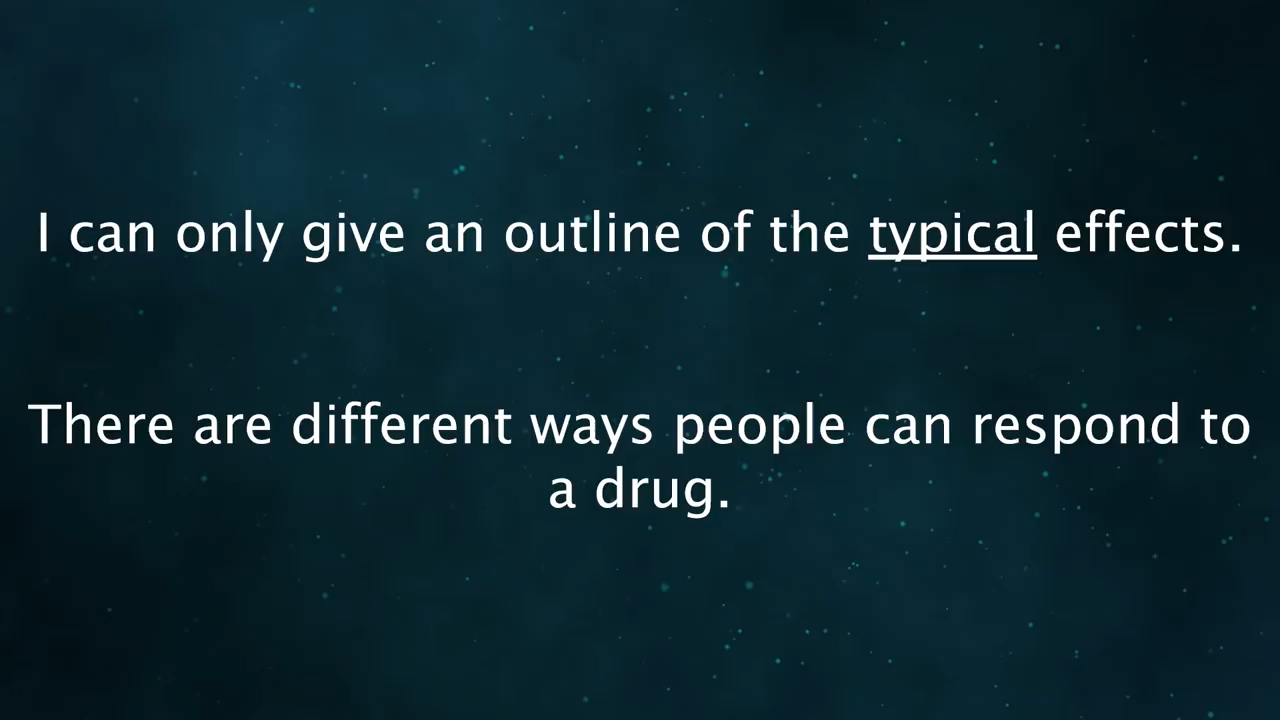 I can only give an outline of the typical effects.
There are different ways people can respond to
a drug.